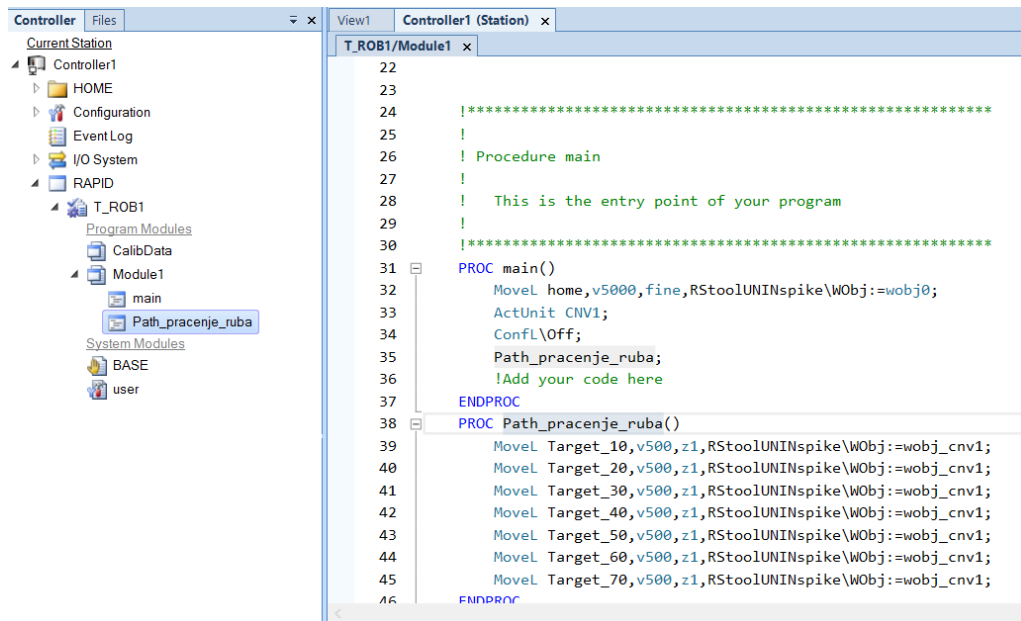 Controller Files
Current Station
Controller1
HOME
Configuration
Event Log
I/O System
RAPID
T_ROB1
Program Modules
CalibData
Module1
main
Path_pracenje_ruba
System Modules
BASE
user
View1 Controller1 (Station)
T_ROB1/Module1
22
23
24 !************************************************************
25 !
26 ! Procedure main
27 !
28 !   This is the entry point of your program
29 !
30 !************************************************************
31 PROC main()
32 MoveL home,v5000,fine,RStoolUNINspike\WObj:=wobj0;
33 ActUnit CNV1;
34 ConfL\Off;
35 Path_pracenje_ruba;
36 !Add your code here
37 ENDPROC
38 PROC Path_pracenje_ruba()
39 MoveL Target_10,v500,z1,RStoolUNINspike\WObj:=wobj_cnv1;
40 MoveL Target_20,v500,z1,RStoolUNINspike\WObj:=wobj_cnv1;
41 MoveL Target_30,v500,z1,RStoolUNINspike\WObj:=wobj_cnv1;
42 MoveL Target_40,v500,z1,RStoolUNINspike\WObj:=wobj_cnv1;
43 MoveL Target_50,v500,z1,RStoolUNINspike\WObj:=wobj_cnv1;
44 MoveL Target_60,v500,z1,RStoolUNINspike\WObj:=wobj_cnv1;
45 MoveL Target_70,v500,z1,RStoolUNINspike\WObj:=wobj_cnv1;
46 ENDPROC